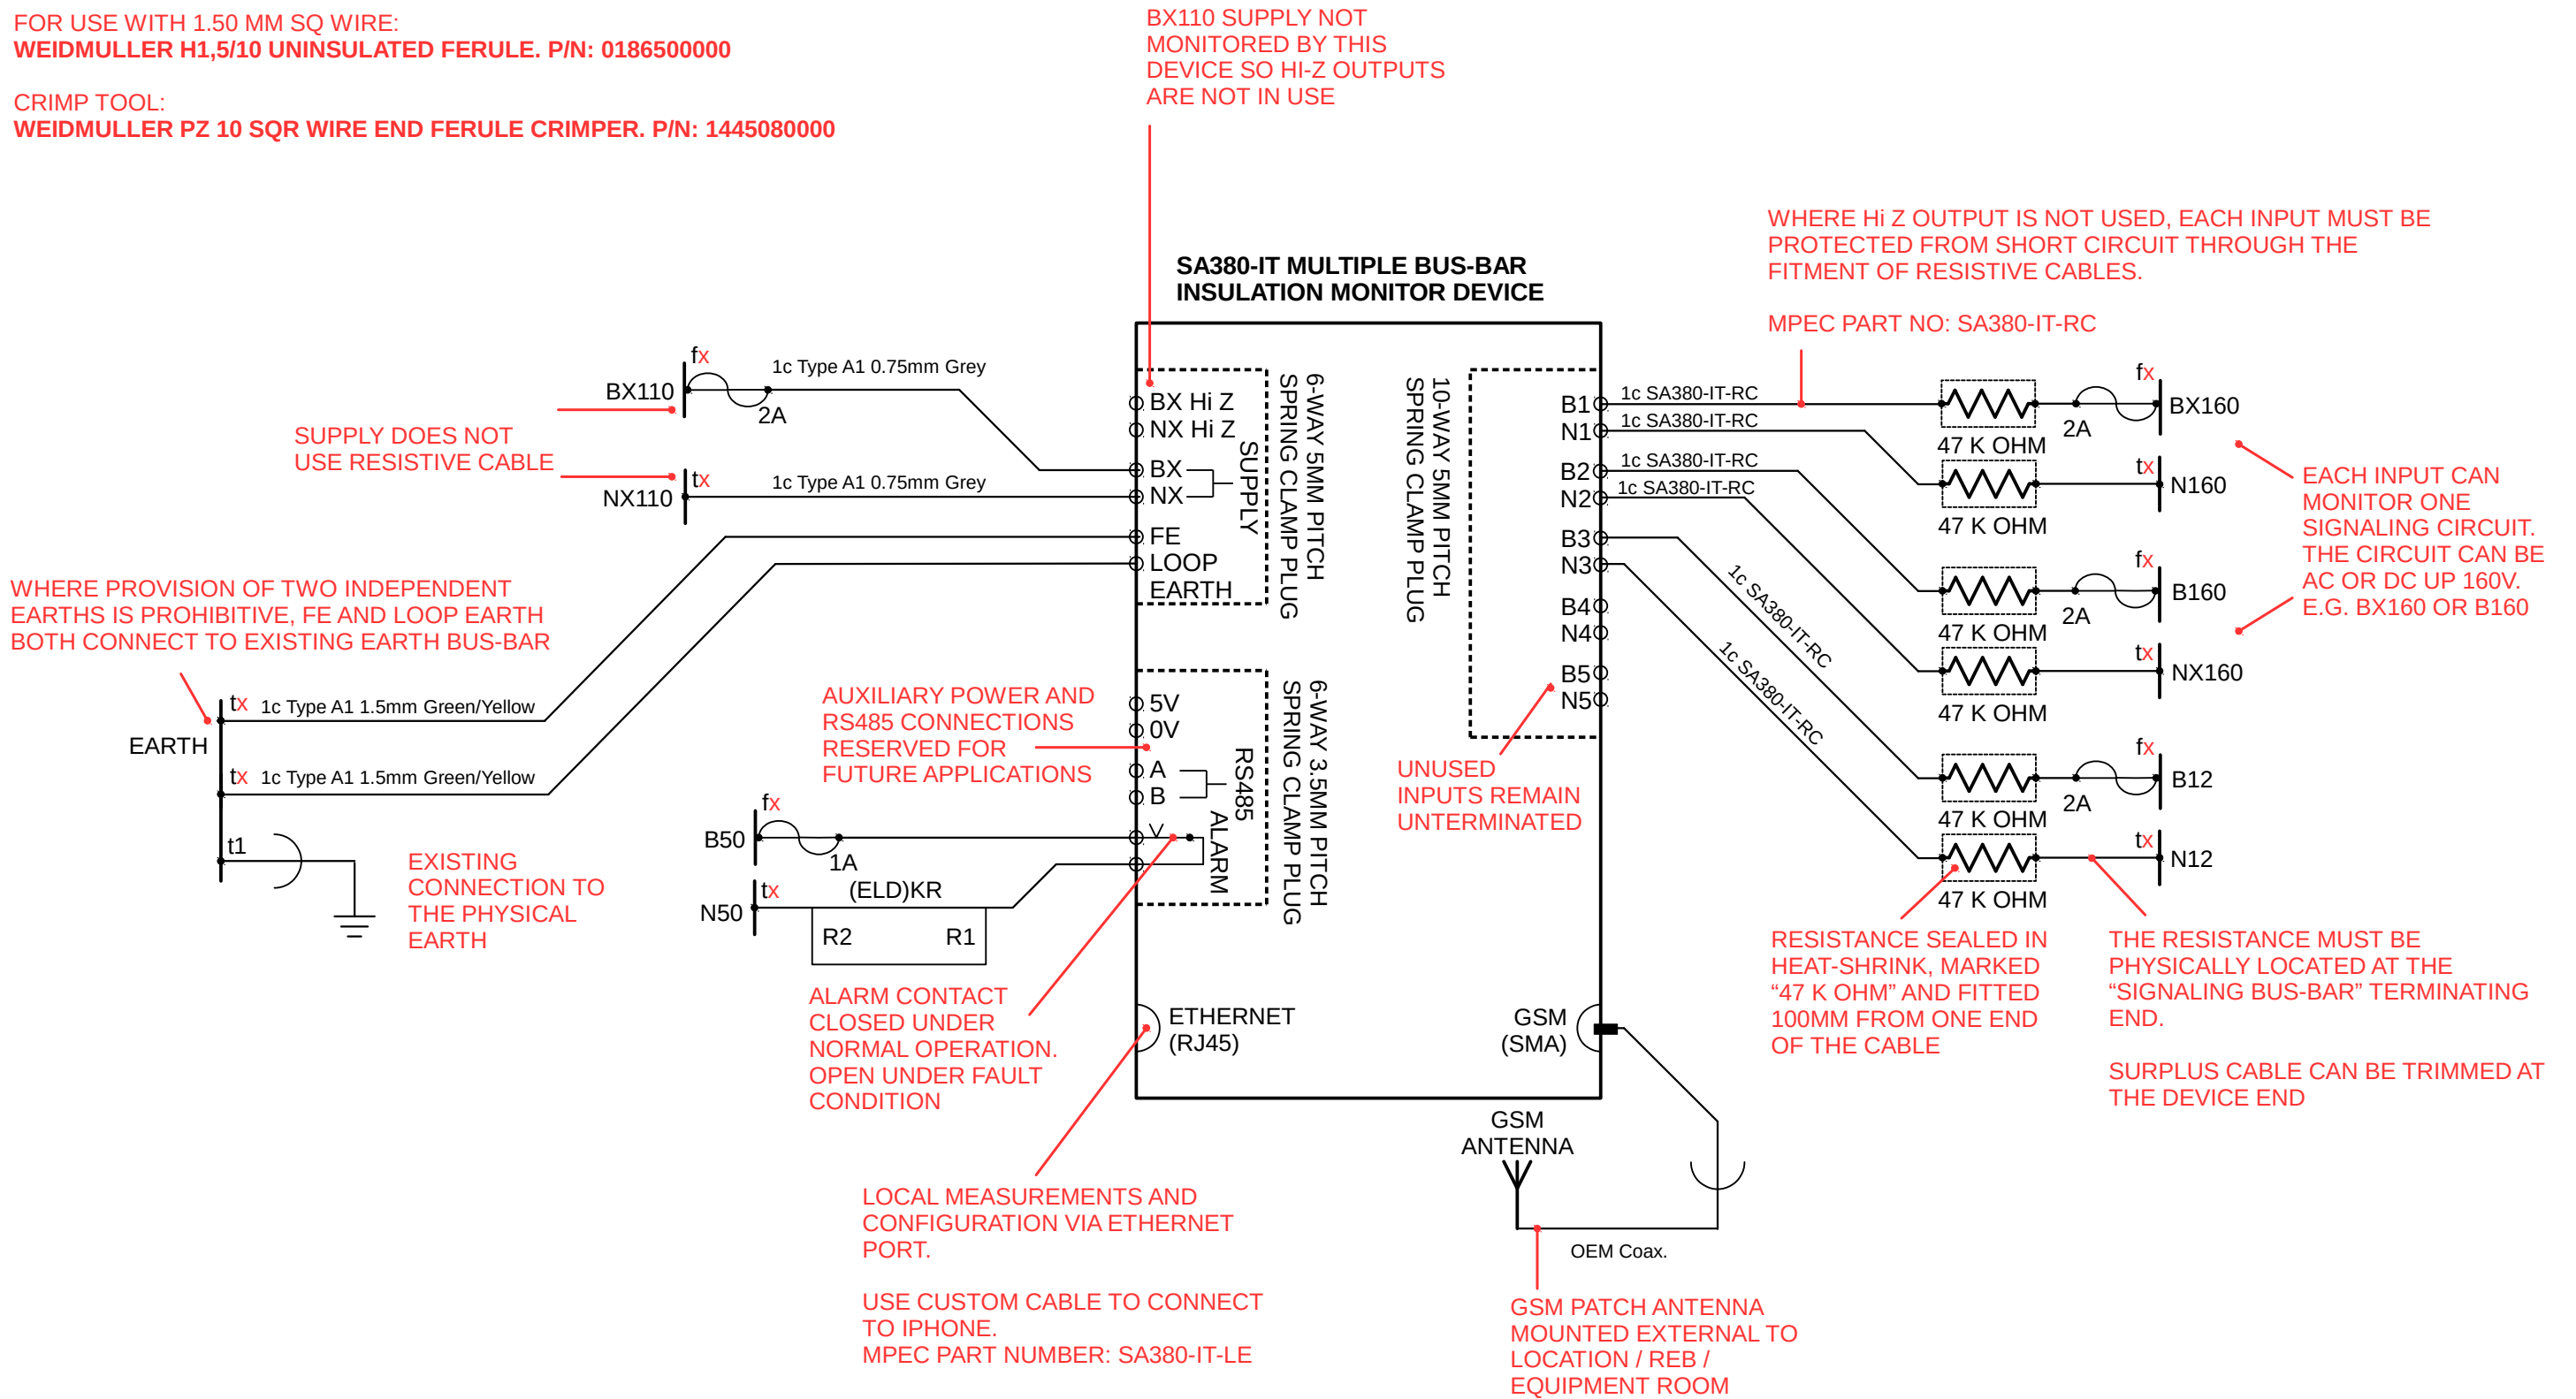 FOR USE WITH 1.50 MM SQ WIRE:
WEIDMULLER H1,5/10 UNINSULATED FERULE. P/N: 0186500000
CRIMP TOOL:
WEIDMULLER PZ 10 SQR WIRE END FERULE CRIMPER. P/N: 1445080000
BX110 SUPPLY NOT
MONITORED BY THIS
DEVICE SO HI-Z OUTPUTS
ARE NOT IN USE
WHERE Hi Z OUTPUT IS NOT USED, EACH INPUT MUST BE
PROTECTED FROM SHORT CIRCUIT THROUGH THE
FITMENT OF RESISTIVE CABLES.
MPEC PART NO: SA380-IT-RC
SA380-IT MULTIPLE BUS-BAR
INSULATION MONITOR DEVICE
fx
BX110
2A
1c Type A1 0.75mm Grey
SUPPLY DOES NOT
USE RESISTIVE CABLE
tx
NX110
1c Type A1 0.75mm Grey
WHERE PROVISION OF TWO INDEPENDENT
EARTHS IS PROHIBITIVE, FE AND LOOP EARTH
BOTH CONNECT TO EXISTING EARTH BUS-BAR
tx
1c Type A1 1.5mm Green/Yellow
EARTH
tx
1c Type A1 1.5mm Green/Yellow
t1
EXISTING
CONNECTION TO
THE PHYSICAL
EARTH
BX Hi Z
NX Hi Z
BX
NX
SUPPLY
FE
LOOP
EARTH
6-WAY 5MM PITCH
SPRING CLAMP PLUG
10-WAY 5MM PITCH
SPRING CLAMP PLUG
AUXILIARY POWER AND
RS485 CONNECTIONS
RESERVED FOR
FUTURE APPLICATIONS
5V
0V
A
B
RS485
ALARM
6-WAY 3.5MM PITCH
SPRING CLAMP PLUG
fx
B50
1A
tx
N50
(ELD)KR
R2
R1
ALARM CONTACT
CLOSED UNDER
NORMAL OPERATION.
OPEN UNDER FAULT
CONDITION
ETHERNET
(RJ45)
LOCAL MEASUREMENTS AND
CONFIGURATION VIA ETHERNET
PORT.
USE CUSTOM CABLE TO CONNECT
TO IPHONE.
MPEC PART NUMBER: SA380-IT-LE
B1
N1
B2
N2
B3
N3
B4
N4
B5
N5
UNUSED
INPUTS REMAIN
UNTERMINATED
GSM
(SMA)
GSM
ANTENNA
OEM Coax.
GSM PATCH ANTENNA
MOUNTED EXTERNAL TO
LOCATION / REB /
EQUIPMENT ROOM
1c SA380-IT-RC
1c SA380-IT-RC
1c SA380-IT-RC
1c SA380-IT-RC
1c SA380-IT-RC
1c SA380-IT-RC
47 K OHM
2A
fx
BX160
47 K OHM
tx
N160
47 K OHM
2A
fx
B160
47 K OHM
tx
NX160
47 K OHM
2A
fx
B12
47 K OHM
tx
N12
EACH INPUT CAN
MONITOR ONE
SIGNALING CIRCUIT.
THE CIRCUIT CAN BE
AC OR DC UP 160V.
E.G. BX160 OR B160
RESISTANCE SEALED IN
HEAT-SHRINK, MARKED
“47 K OHM” AND FITTED
100MM FROM ONE END
OF THE CABLE
THE RESISTANCE MUST BE
PHYSICALLY LOCATED AT THE
“SIGNALING BUS-BAR” TERMINATING
END.
SURPLUS CABLE CAN BE TRIMMED AT
THE DEVICE END